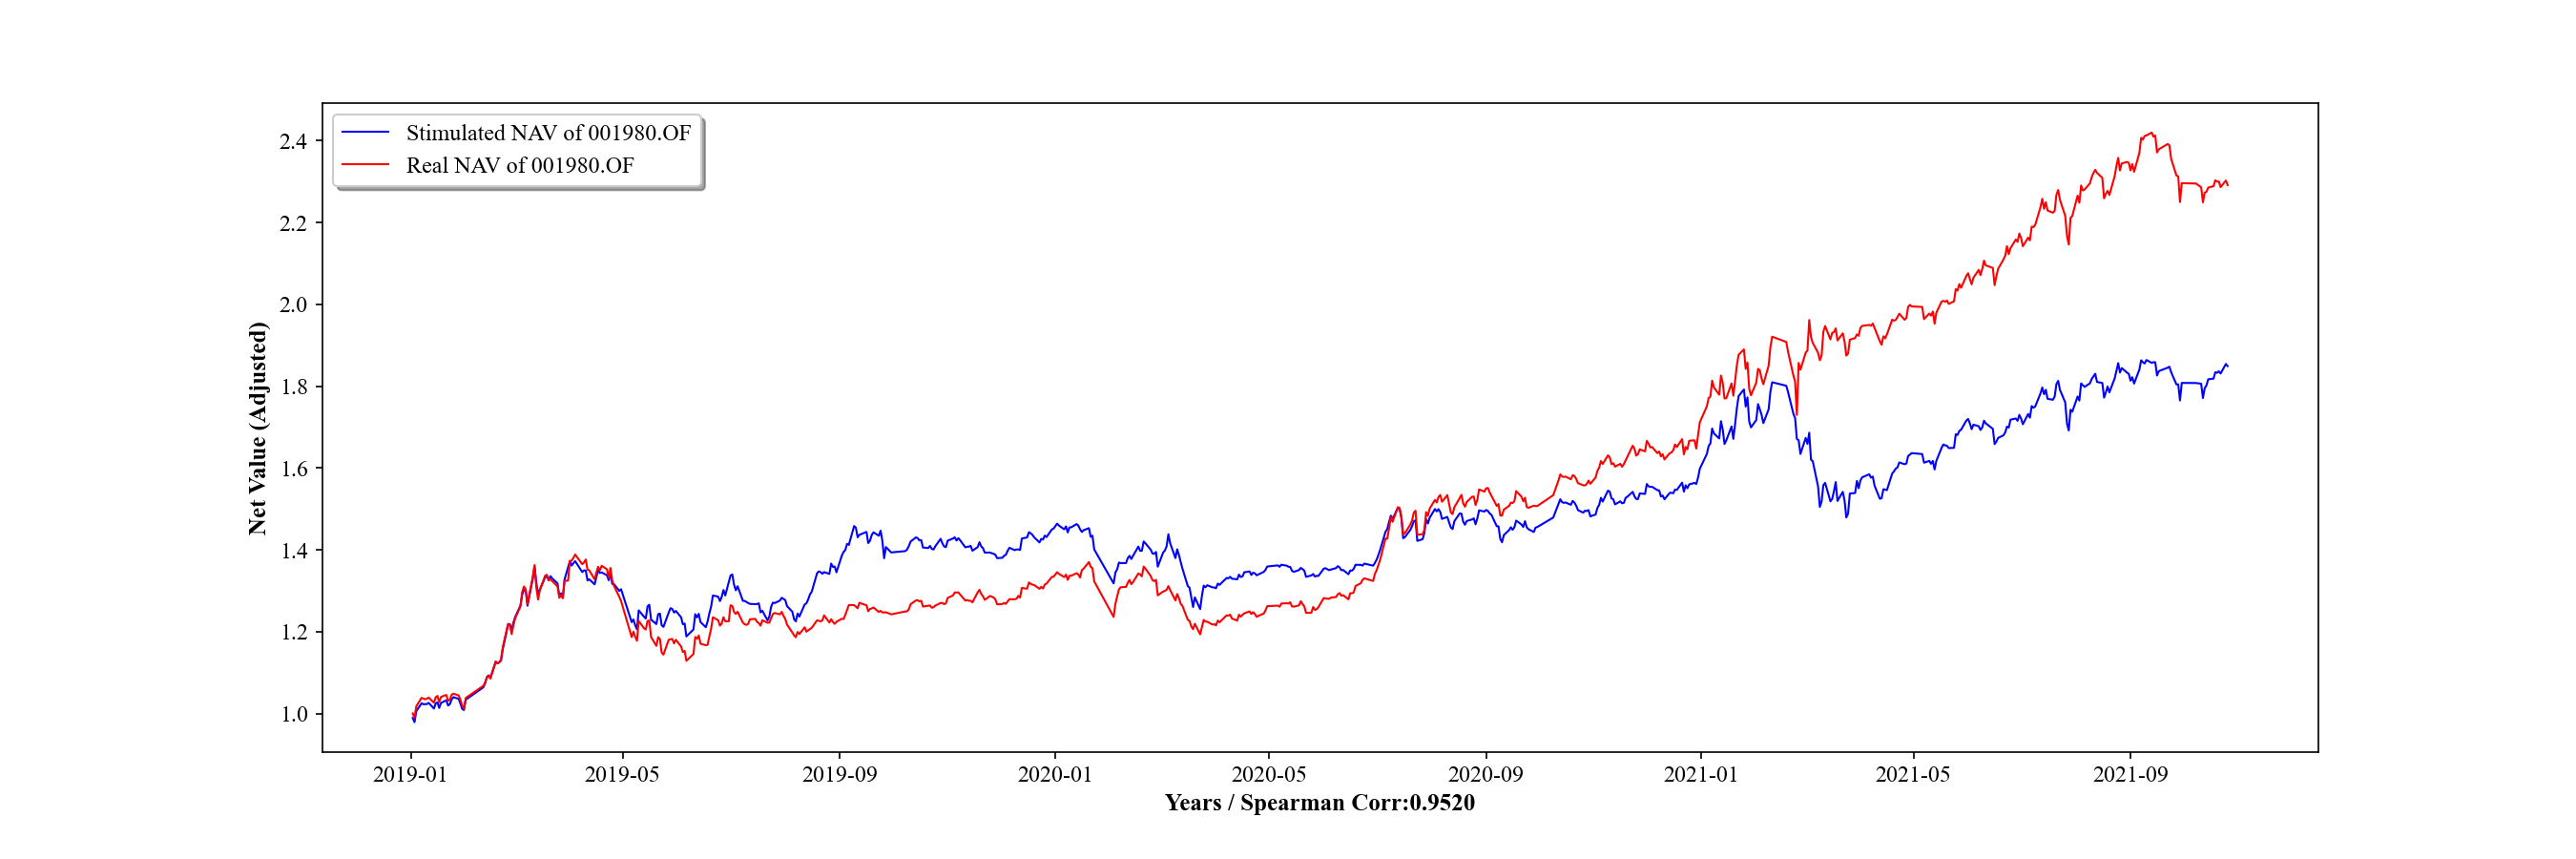 Stimulated NAV of 001980.OF
Real NAV of 001980.OF
Net Value (Adjusted)
2.4
2.2
2.0
1.8
1.6
1.4
1.2
1.0
2019-01 2019-05 2019-09 2020-01 2020-05 2020-09 2021-01 2021-05 2021-09
Years / Spearman Corr:0.9520